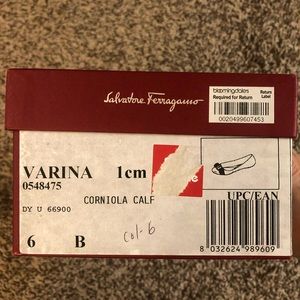 Salvatore Ferragamo
bloomingdales Return
Required for Return Label
0020499607453
VARINA 1cm
0548475
CORNIOLA CALF
DY U 66900
UPC/EAN
6 B
col-6
8 032624 989609